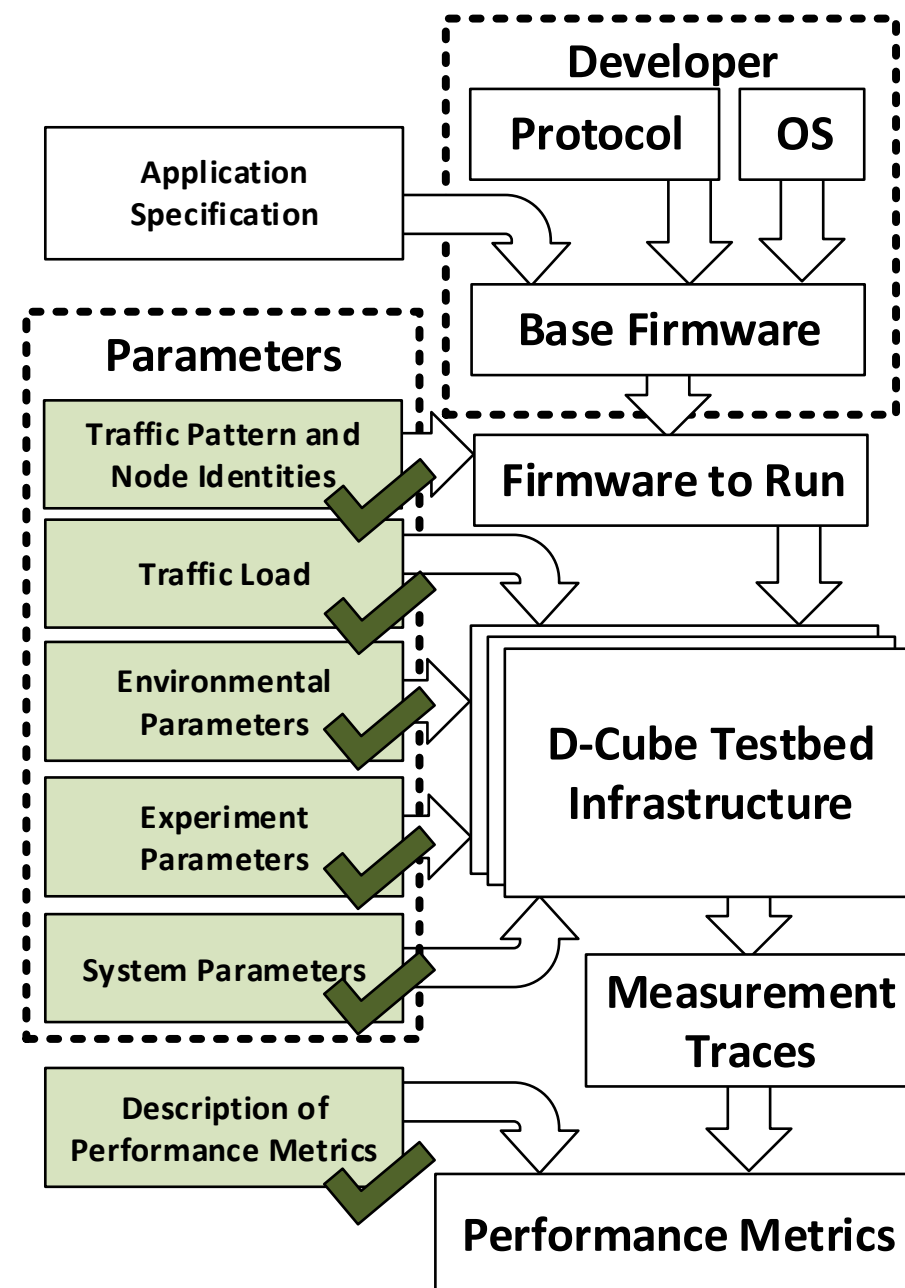 Developer
Protocol
OS
Application
Specification
Base Firmware
Parameters
Traffic Pattern and
Node Identities
Firmware to Run
Traffic Load
Environmental
Parameters
D-Cube Testbed
Infrastructure
Experiment
Parameters
System Parameters
Measurement
Traces
Description of
Performance Metrics
Performance Metrics